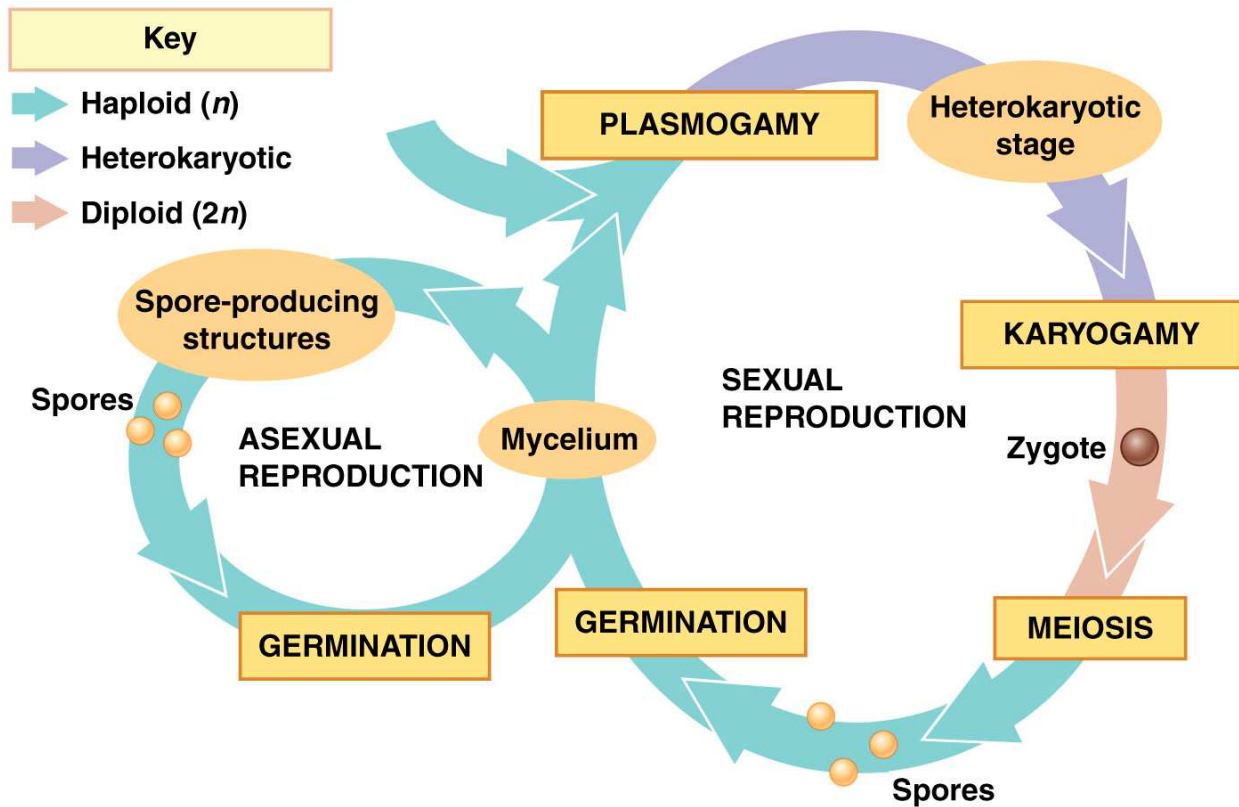 Key
Haploid (n)
Heterokaryotic
Diploid (2n)
PLASMOGAMY
Heterokaryotic
stage
Spore-producing
structures
KARYOGAMY
Spores
ASEXUAL
REPRODUCTION
Mycelium
SEXUAL
REPRODUCTION
Zygote
GERMINATION
GERMINATION
MEIOSIS
Spores